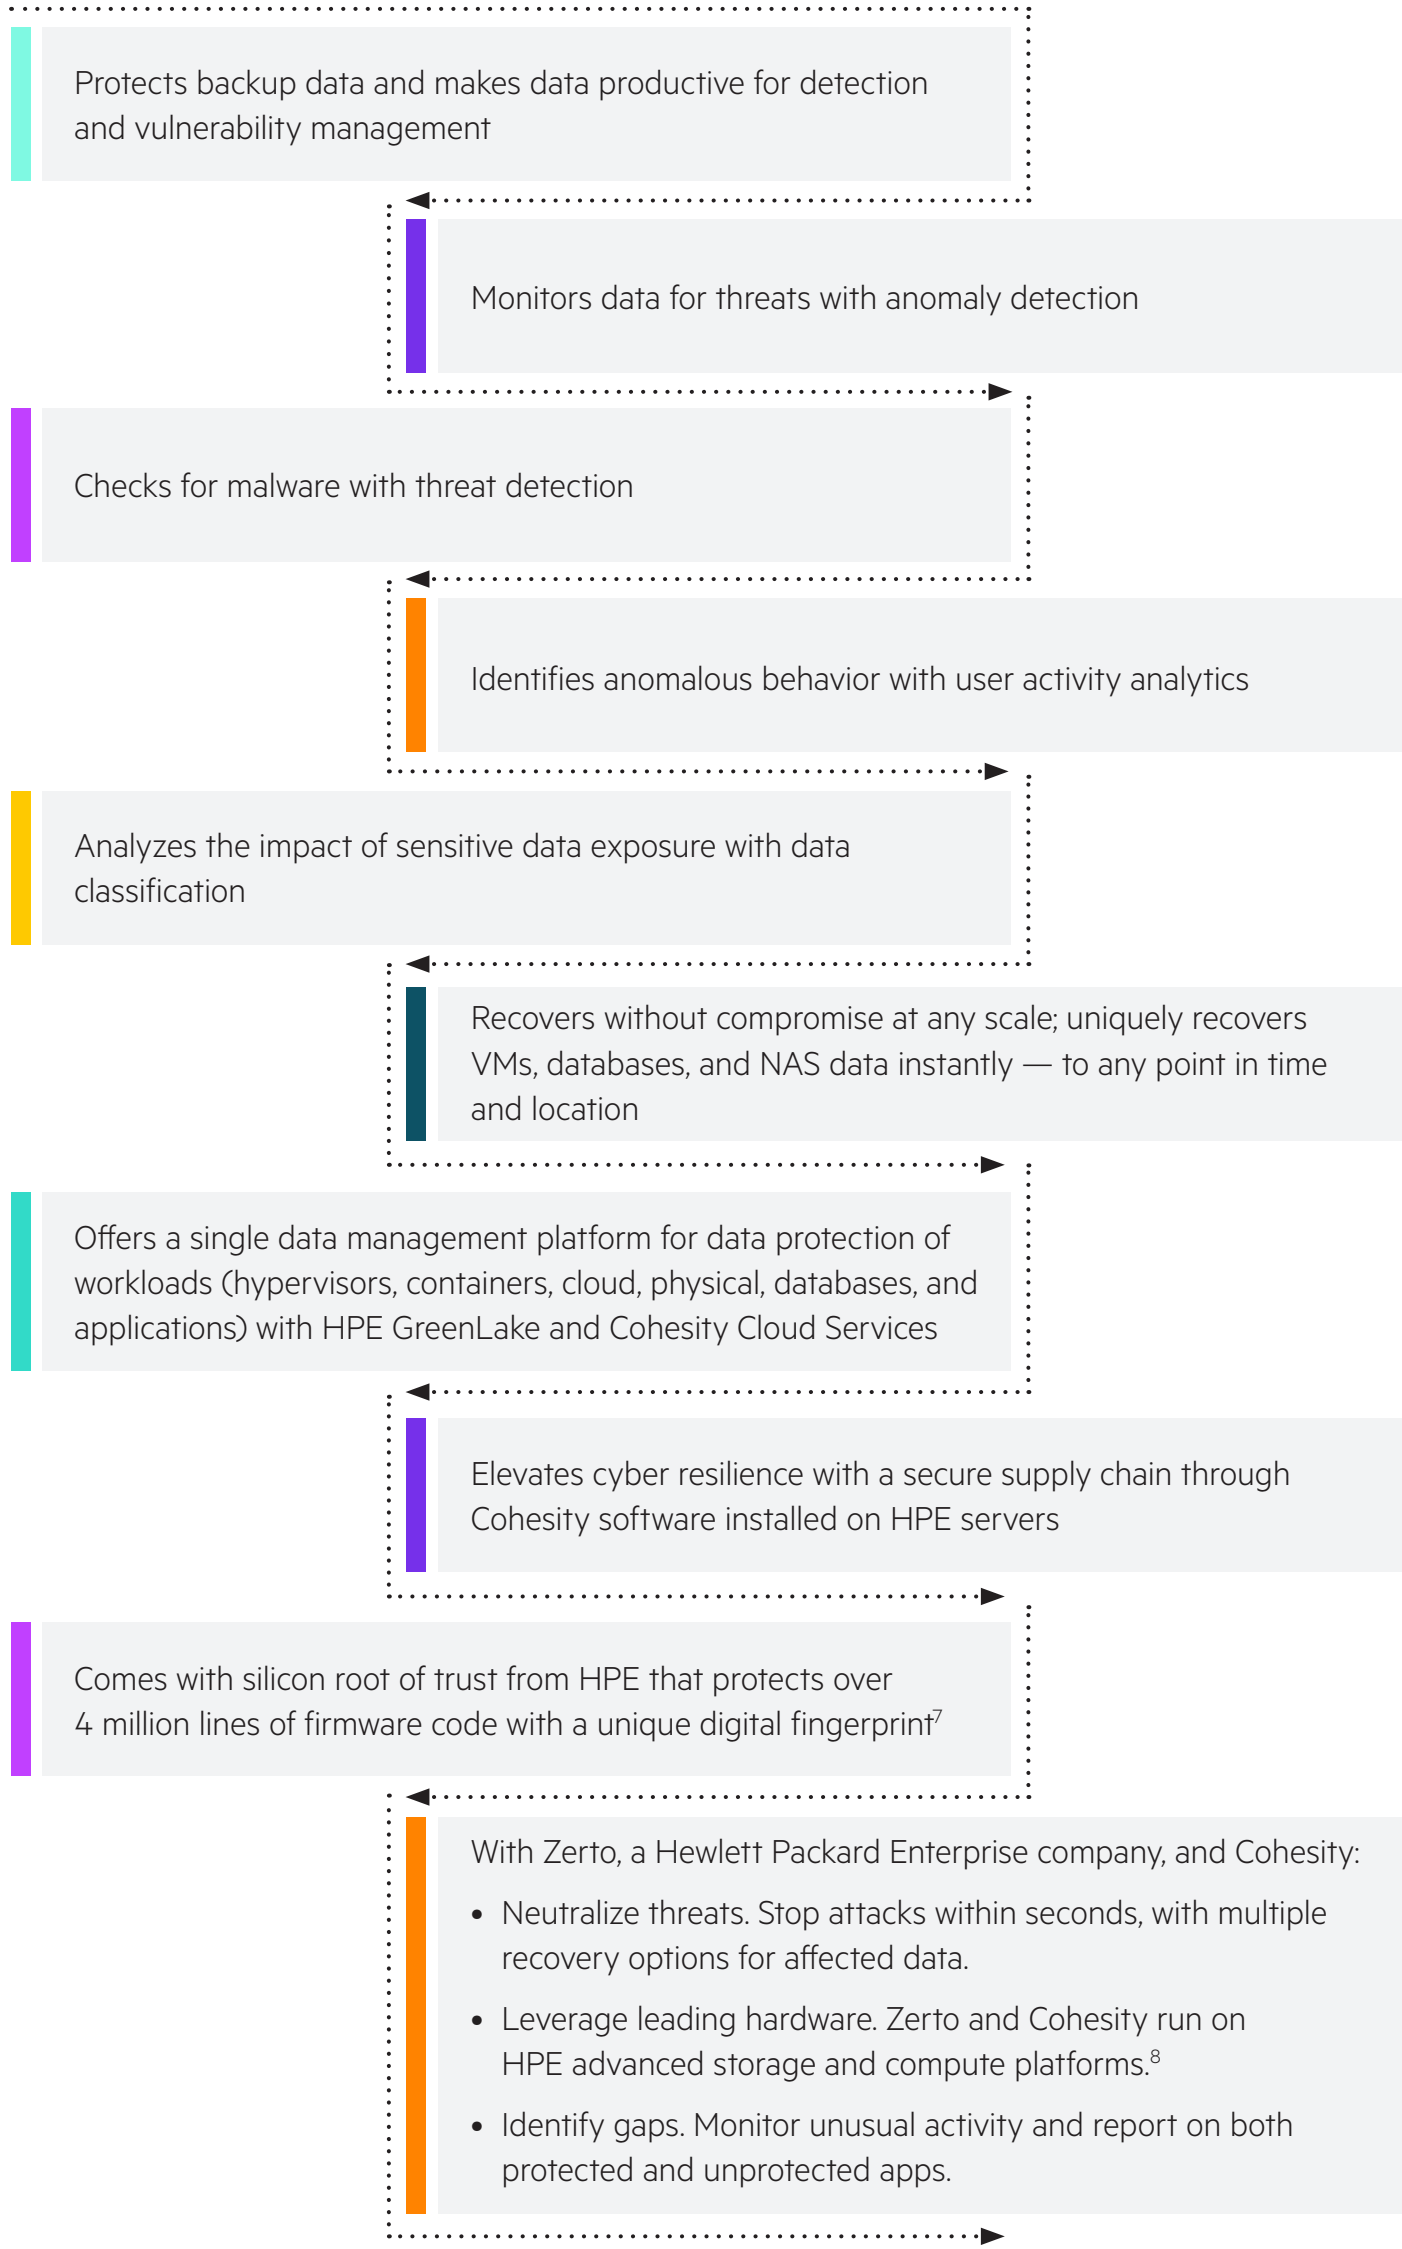 Protects backup data and makes data productive for detection
and vulnerability management
Monitors data for threats with anomaly detection
Checks for malware with threat detection
Identifies anomalous behavior with user activity analytics
Analyzes the impact of sensitive data exposure with data
classification
Recovers without compromise at any scale; uniquely recovers
VMs, databases, and NAS data instantly — to any point in time
and location
Offers a single data management platform for data protection of
workloads (hypervisors, containers, cloud, physical, databases, and
applications) with HPE GreenLake and Cohesity Cloud Services
Elevates cyber resilience with a secure supply chain through
Cohesity software installed on HPE servers
Comes with silicon root of trust from HPE that protects over
4 million lines of firmware code with a unique digital fingerprint⁷
With Zerto, a Hewlett Packard Enterprise company, and Cohesity:
• Neutralize threats. Stop attacks within seconds, with multiple
recovery options for affected data.
• Leverage leading hardware. Zerto and Cohesity run on
HPE advanced storage and compute platforms.⁸
• Identify gaps. Monitor unusual activity and report on both
protected and unprotected apps.